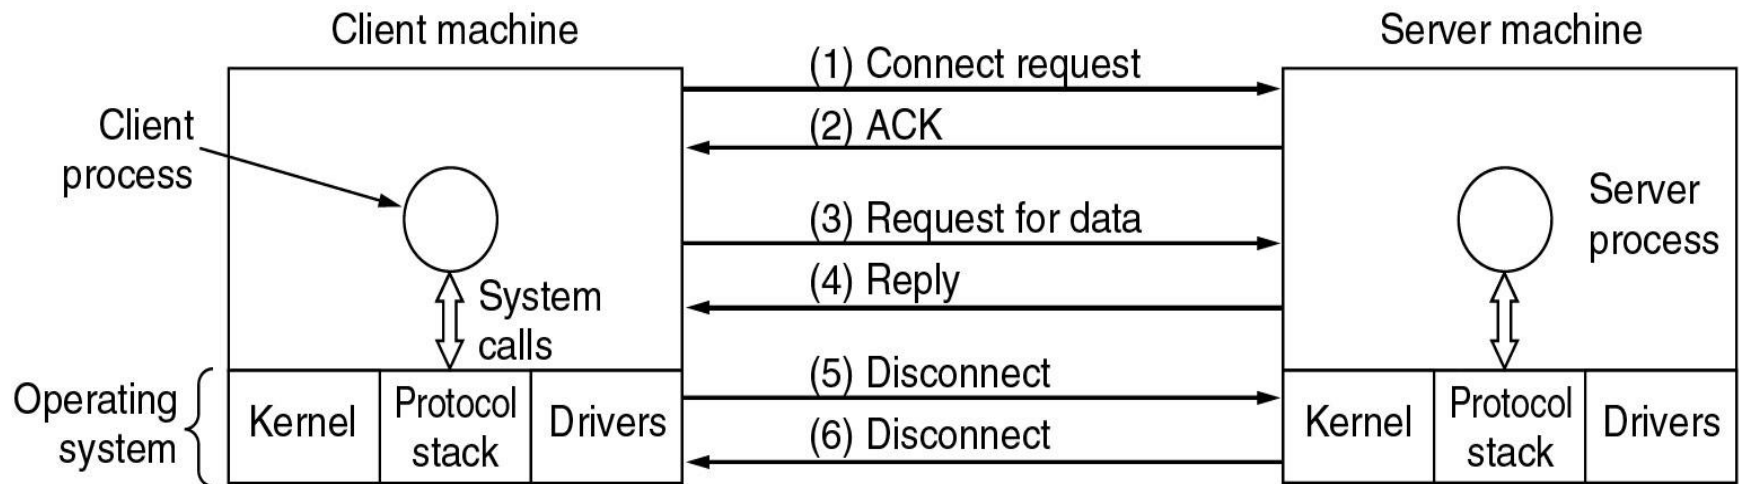 Client machine
Server machine
(1) Connect request
Client
process
(2) ACK
(3) Request for data
Server
process
(4) Reply
System
calls
(5) Disconnect
Operating
system
Kernel
Protocol
stack
Drivers
(6) Disconnect
Kernel
Protocol
stack
Drivers